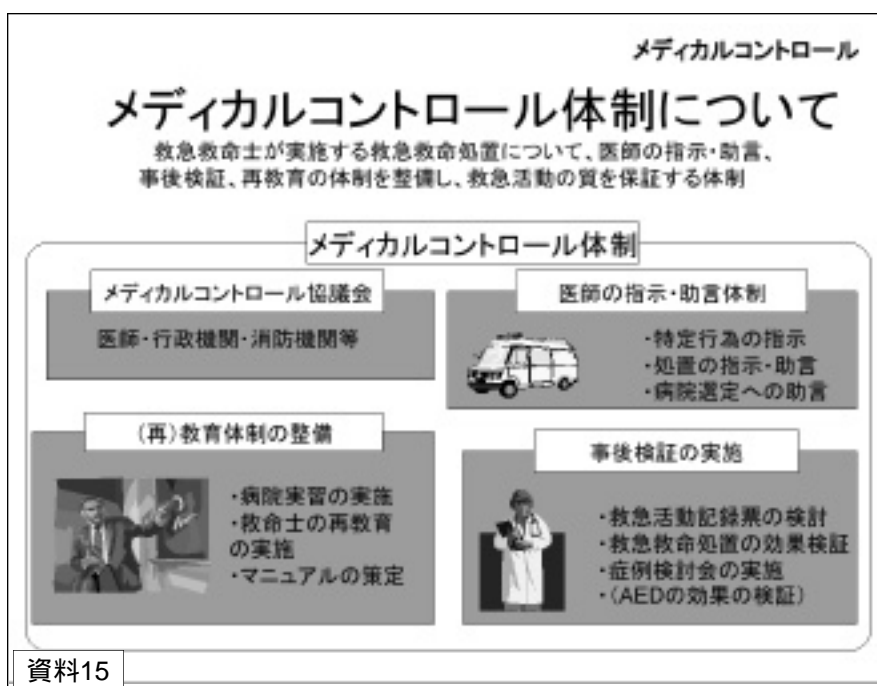 メディカルコントロール
メディカルコントロール体制について
救急救命士が実施する救急救命処置について、医師の指示・助言、
事後検証、再教育の体制を整備し、救急活動の質を保証する体制
メディカルコントロール体制
メディカルコントロール協議会
医師・行政機関・消防機関等
医師の指示・助言体制
・特定行為の指示
・処置の指示・助言
・病院選定への助言
(再)教育体制の整備
・病院実習の実施
・救命士の再教育
の実施
・マニュアルの策定
事後検証の実施
・救急活動記録票の検討
・救急救命処置の効果検証
・症例検討会の実施
・(AEDの効果の検証)
資料15